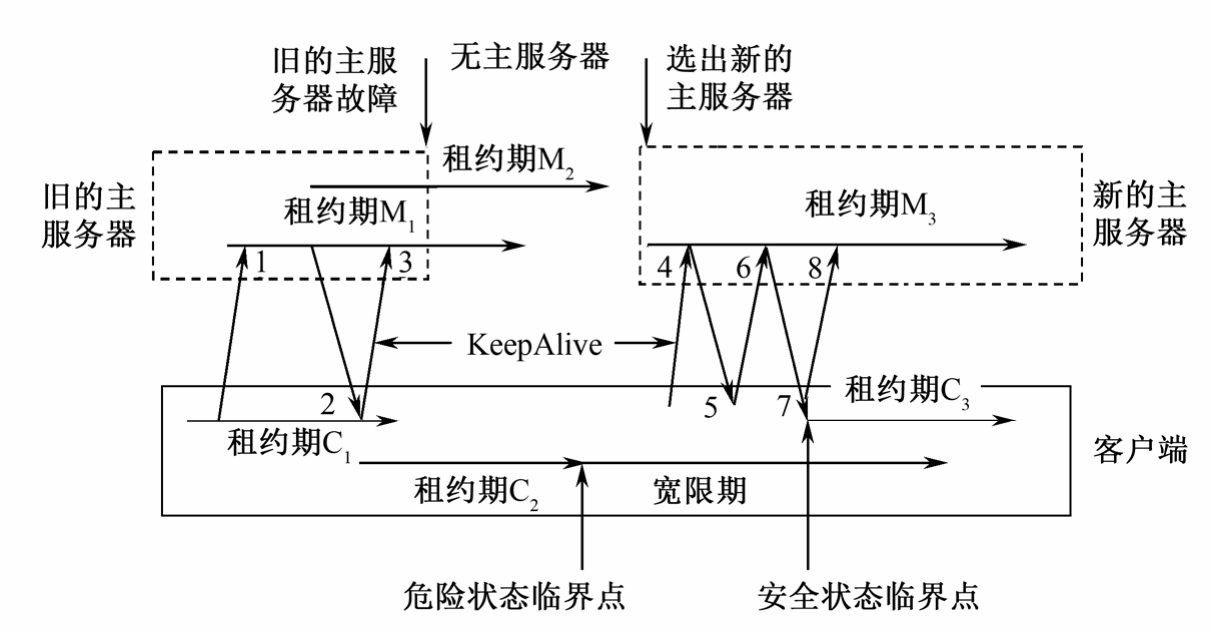 旧的主服
务器故障
无主服务器
选出新的
主服务器
旧的主
服务器
租约期M2
租约期M1
租约期M3
新的主
服务器
1
3
4
6
8
KeepAlive
2
5
7
租约期C3
租约期C1
客户端
租约期C2
宽限期
危险状态临界点
安全状态临界点